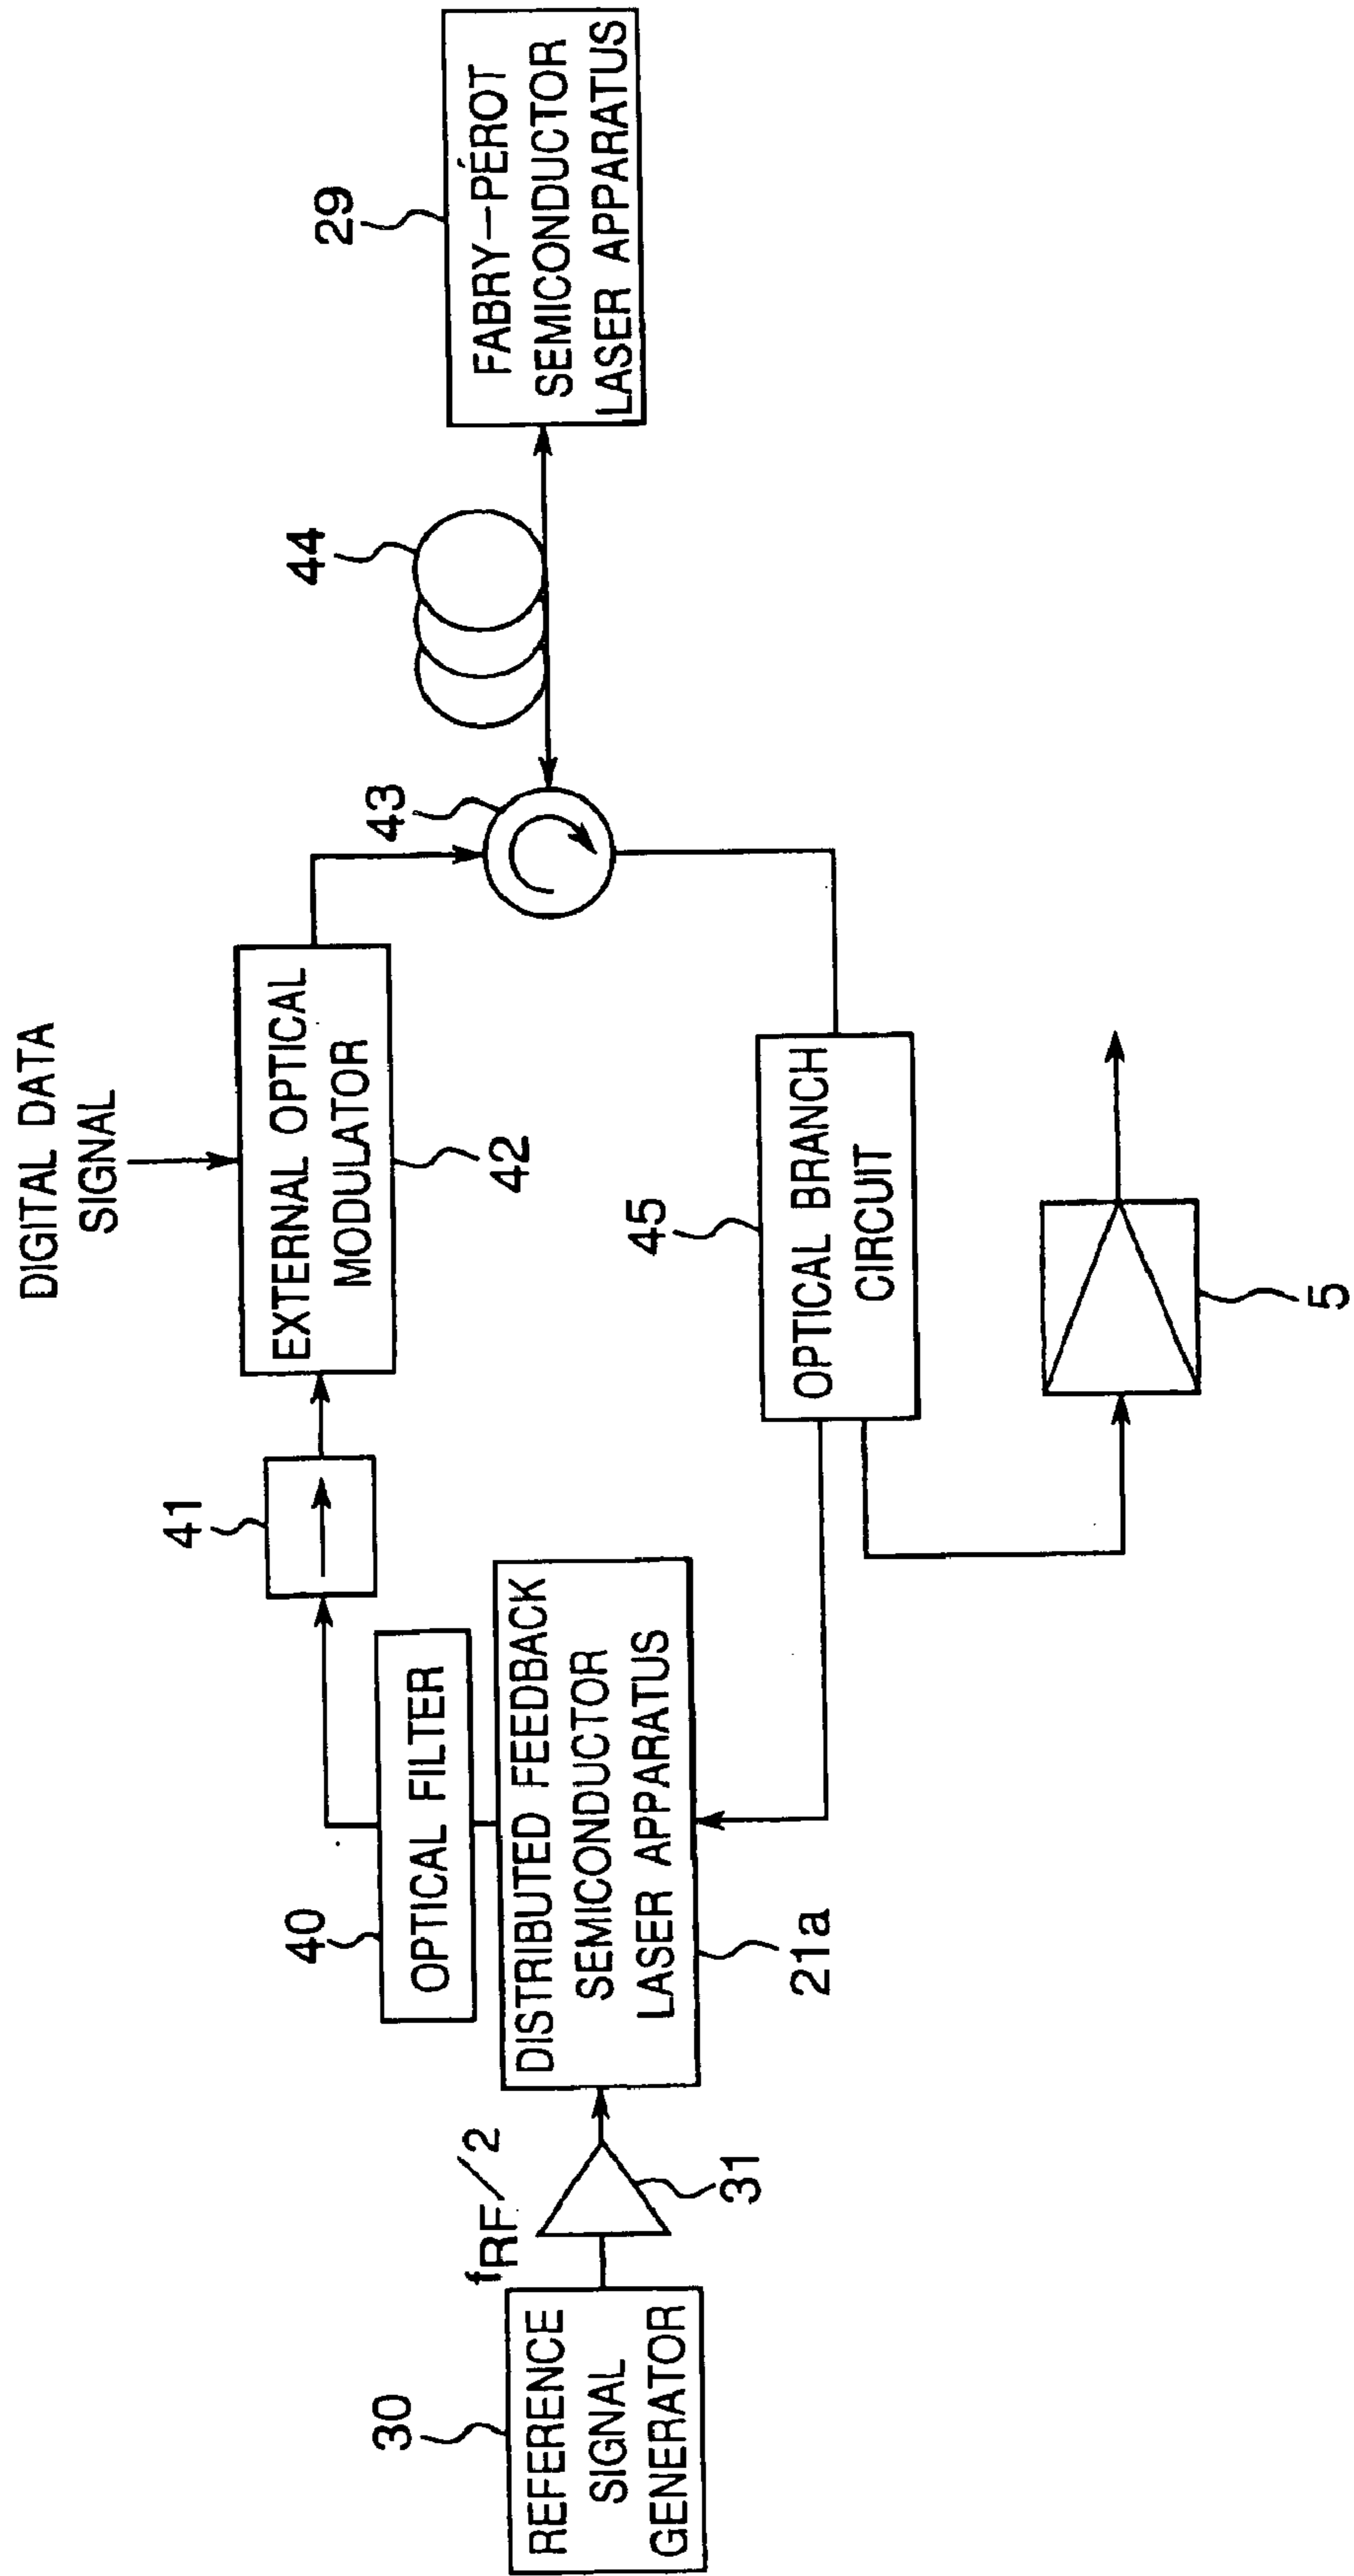 DIGITAL DATA
SIGNAL
41
EXTERNAL OPTICAL
MODULATOR
42
43
44
29
FABRY-PÉROT
SEMICONDUCTOR
LASER APPARATUS
40
OPTICAL FILTER
30
REFERENCE
SIGNAL
GENERATOR
fRF/2
31
DISTRIBUTED FEEDBACK
SEMICONDUCTOR
LASER APPARATUS
21a
45
OPTICAL BRANCH
CIRCUIT
5